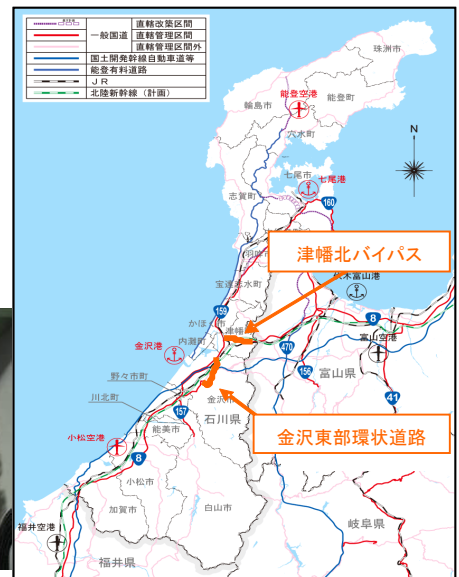 直轄改築区間
一般国道 直轄管理区間
直轄管理区間外
国土開発幹線自動車道等
能登有料道路
JR
北陸新幹線（計画）
珠洲市
能登空港
輪島市
能登町
穴水町
N
七尾市
七尾港
志賀町
160
羽咋市
津幡北バイパス
宝達志水町
伏木富山港
159
かほく市
津幡
8
金沢港
内灘町
富山空港
470
156
富山県
野々市町
金沢市
川北町
石川県
157
41
能美市
金沢東部環状道路
小松空港
8
小松市
白山市
加賀市
福井空港
岐阜県
福井県